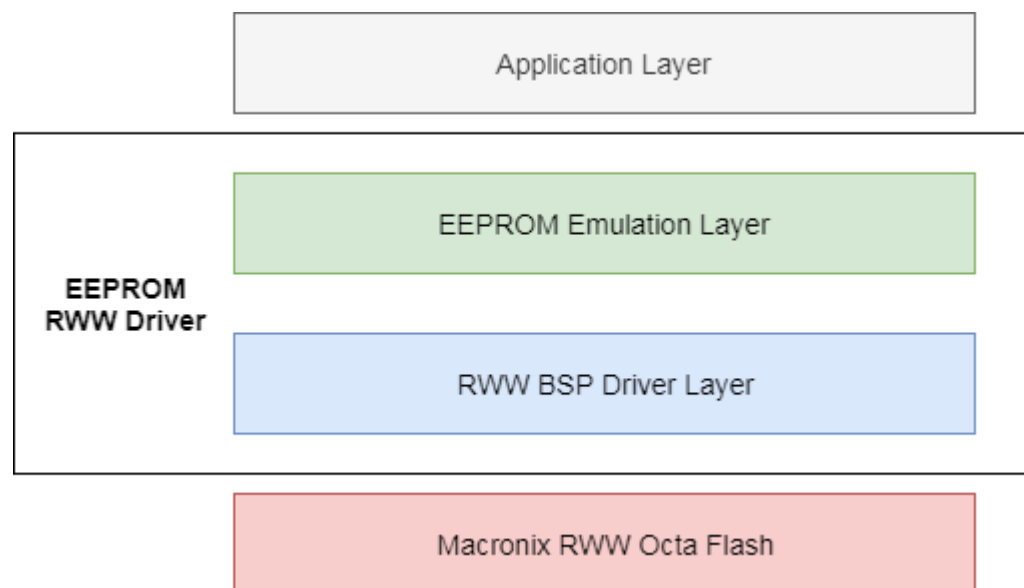 Application Layer
EEPROM Emulation Layer
EEPROM
RWW Driver
RWW BSP Driver Layer
Macronix RWW Octa Flash